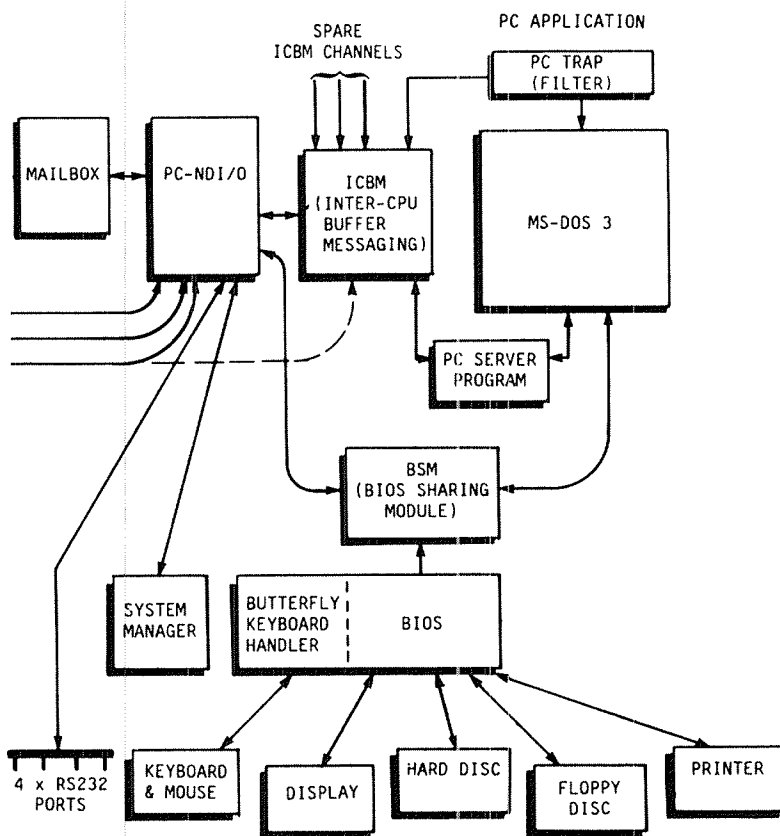 SPARE
ICBM CHANNELS
PC APPLICATION
PC TRAP
(FILTER)
MAILBOX
PC-NDI/O
ICBM
(INTER-CPU
BUFFER
MESSAGING)
MS-DOS 3
PC SERVER
PROGRAM
BSM
(BIOS SHARING
MODULE)
SYSTEM
MANAGER
BUTTERFLY
KEYBOARD
HANDLER
BIOS
4 x RS232
PORTS
KEYBOARD
& MOUSE
DISPLAY
HARD DISC
FLOPPY
DISC
PRINTER